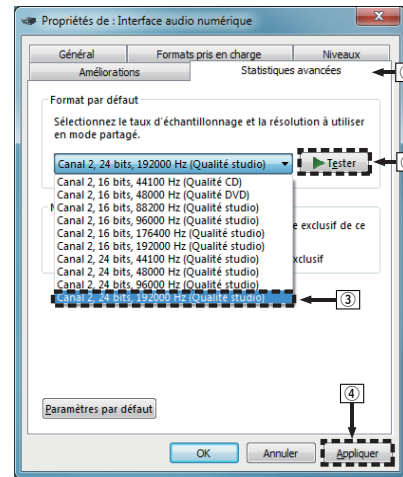 Propriétés de : Interface audio numérique
Général
Formats pris en charge
Niveaux
Améliorations
Statistiques avancées
Format par défaut
Sélectionnez le taux d'échantillonnage et la résolution à utiliser
en mode partagé.
Canal 2, 24 bits, 192000 Hz (Qualité studio)
Tester
Canal 2, 16 bits, 44100 Hz (Qualité CD)
Canal 2, 16 bits, 48000 Hz (Qualité DVD)
Canal 2, 16 bits, 88200 Hz (Qualité studio)
Canal 2, 16 bits, 96000 Hz (Qualité studio)
e exclusif de ce
Canal 2, 16 bits, 176400 Hz (Qualité studio)
Canal 2, 16 bits, 192000 Hz (Qualité studio)
Canal 2, 24 bits, 44100 Hz (Qualité studio)
xclusif
Canal 2, 24 bits, 48000 Hz (Qualité studio)
Canal 2, 24 bits, 96000 Hz (Qualité studio)
Canal 2, 24 bits, 192000 Hz (Qualité studio)
③
④
Paramètres par défaut
OK
Annuler
Appliquer